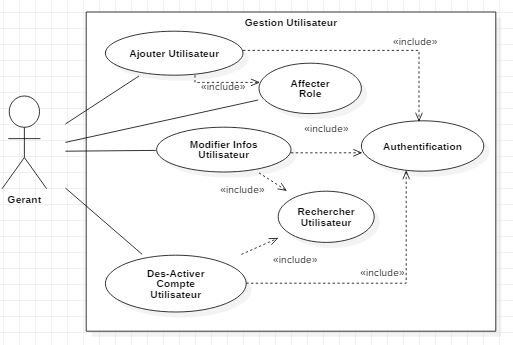 Gestion Utilisateur
Ajouter Utilisateur
«include»
«include»
Affecter
Role
«include»
Modifier Infos
Utilisateur
Authentification
«include»
Gerant
Rechercher
Utilisateur
«include»
Des-Activer
Compte
Utilisateur
«include»